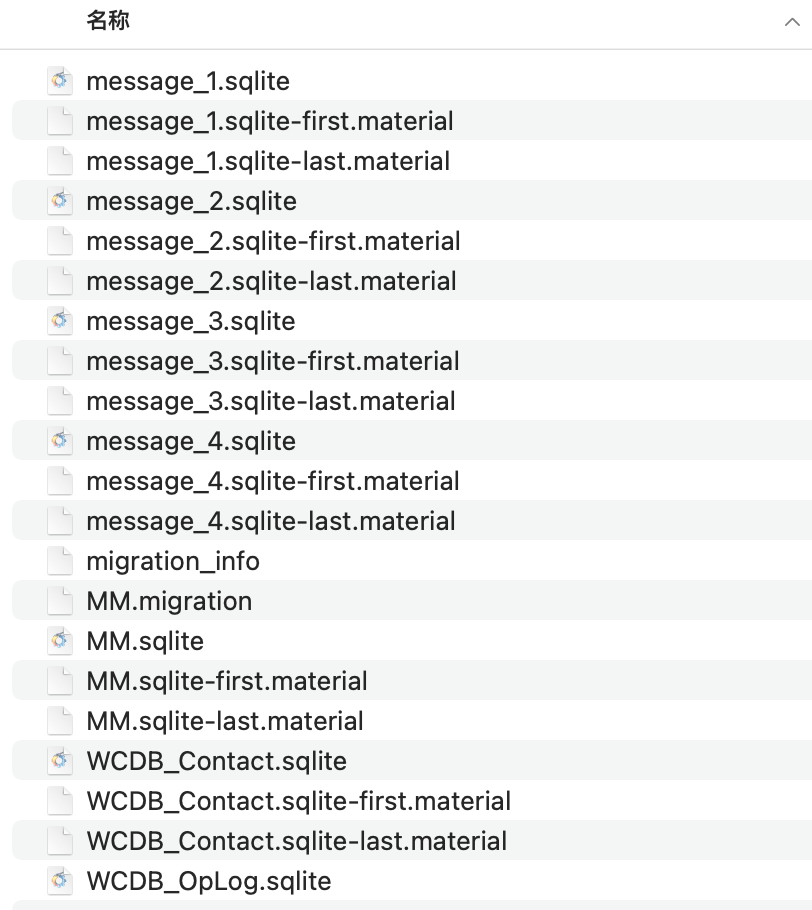 名称
message_1.sqlite
message_1.sqlite-first.material
message_1.sqlite-last.material
message_2.sqlite
message_2.sqlite-first.material
message_2.sqlite-last.material
message_3.sqlite
message_3.sqlite-first.material
message_3.sqlite-last.material
message_4.sqlite
message_4.sqlite-first.material
message_4.sqlite-last.material
migration_info
MM.migration
MM.sqlite
MM.sqlite-first.material
MM.sqlite-last.material
WCDB_Contact.sqlite
WCDB_Contact.sqlite-first.material
WCDB_Contact.sqlite-last.material
WCDB_OpLog.sqlite